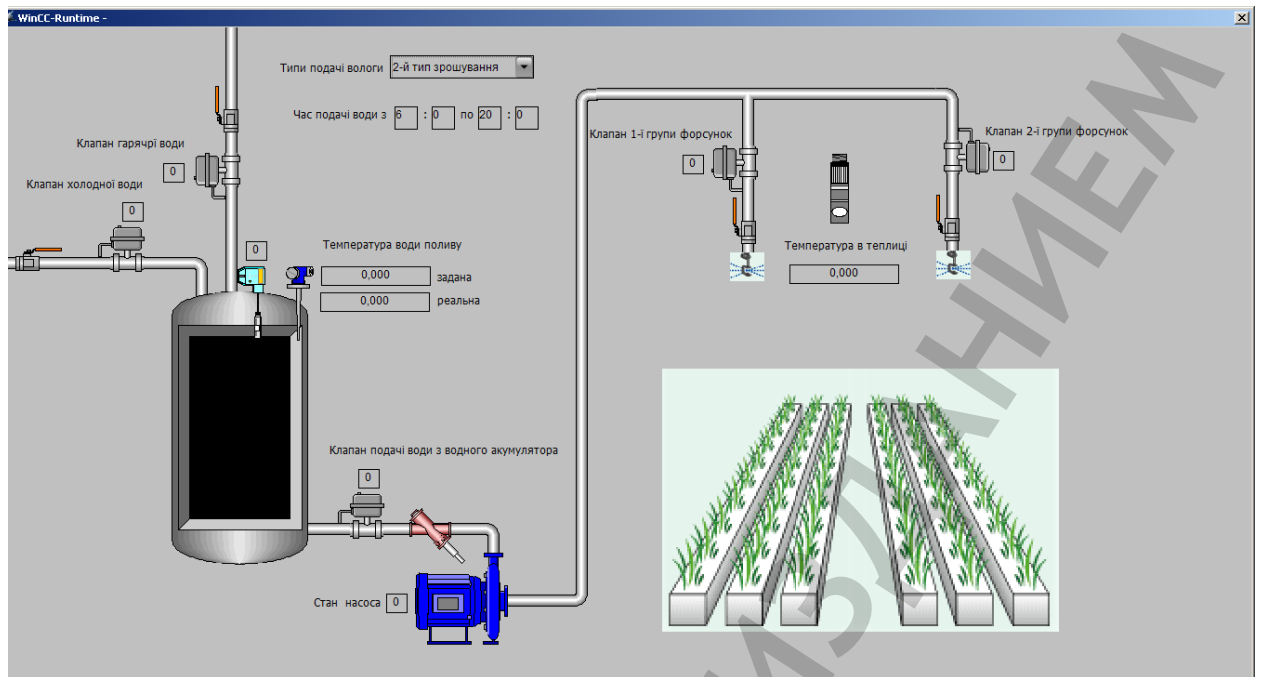 WinCC-Runtime -
Типи подачі вологи 2-й тип зрошування
Час подачі води з 6 : 0 по 20 : 0
Клапан гарячрї води
0
Клапан холодної води
0
Клапан 1-ї групи форсунок
0
Клапан 2-ї групи форсунок
0
0
Температура води поливу
0,000 задана
0,000 реальна
Температура в теплиці
0,000
Клапан подачі води з водного акумулятора
0
Стан насоса 0